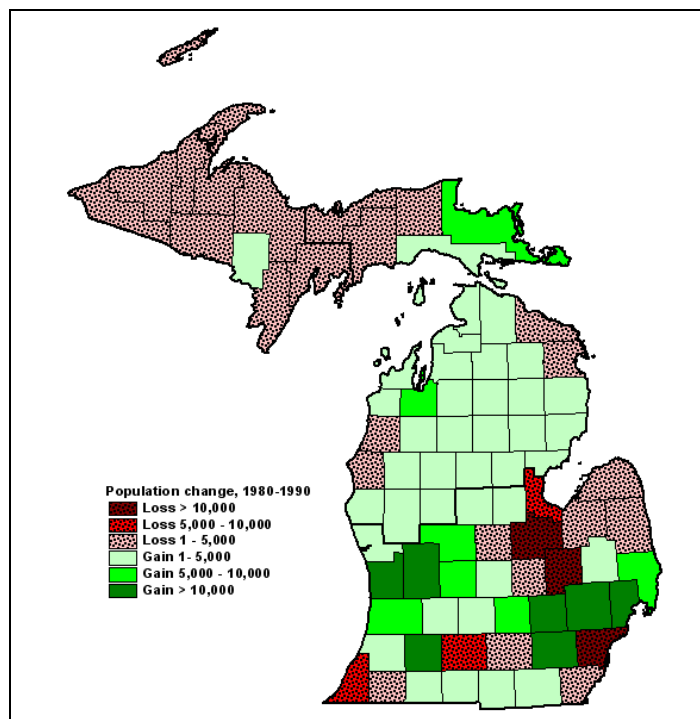 Population change, 1980-1990
Loss > 10,000
Loss 5,000 - 10,000
Loss 1 - 5,000
Gain 1- 5,000
Gain 5,000 - 10,000
Gain > 10,000